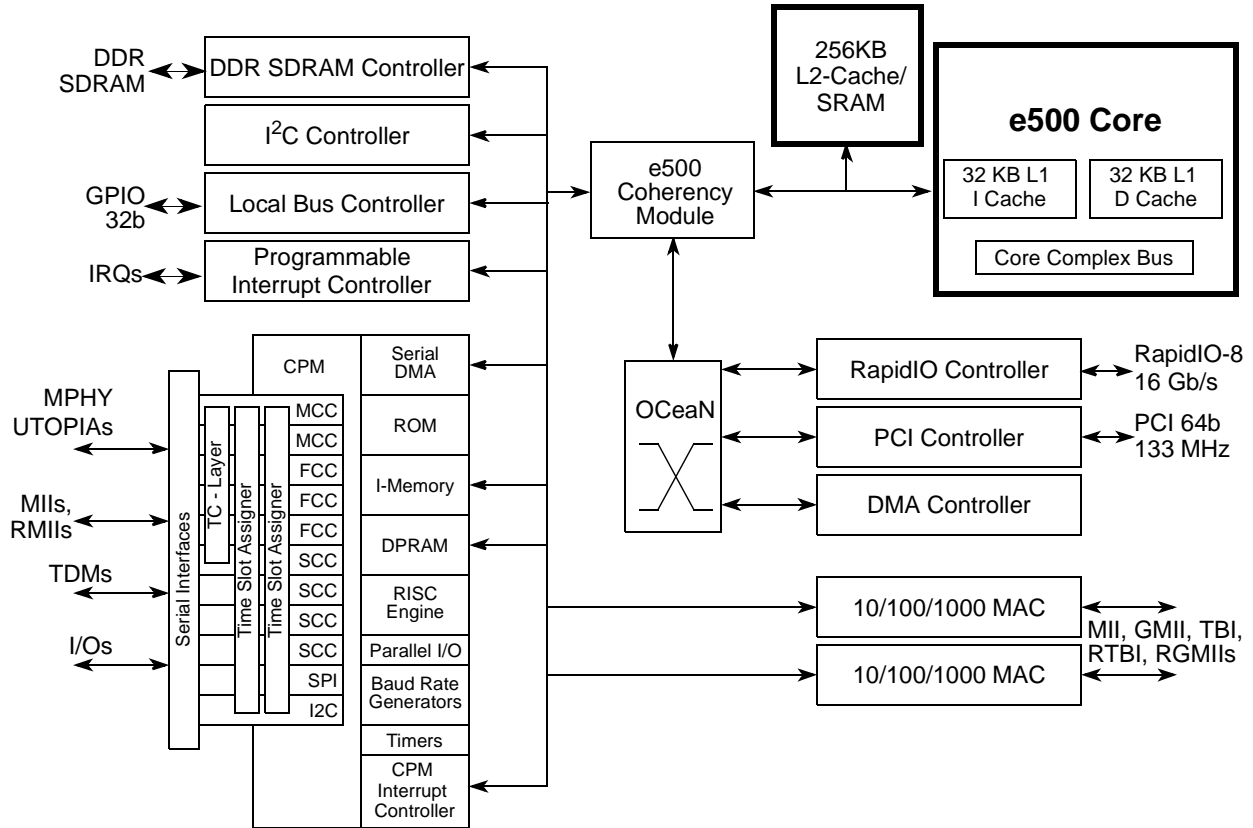 DDR
SDRAM
DDR SDRAM Controller
I²C Controller
GPIO
32b
Local Bus Controller
IRQs
Programmable
Interrupt Controller
256KB
L2-Cache/
SRAM
e500 Core
32 KB L1
I Cache
32 KB L1
D Cache
Core Complex Bus
e500
Coherency
Module
MPHY
UTOPIAs
MIIs,
RMIIs
TDMs
I/Os
Serial Interfaces
TC - Layer
Time Slot Assigner
Time Slot Assigner
CPM
MCC
MCC
FCC
FCC
FCC
SCC
SCC
SCC
SCC
SPI
I2C
Serial
DMA
ROM
I-Memory
DPRAM
RISC
Engine
Parallel I/O
Baud Rate
Generators
Timers
CPM
Interrupt
Controller
OCeaN
RapidIO Controller
RapidIO-8
16 Gb/s
PCI Controller
PCI 64b
133 MHz
DMA Controller
10/100/1000 MAC
10/100/1000 MAC
MII, GMII, TBI,
RTBI, RGMIIs